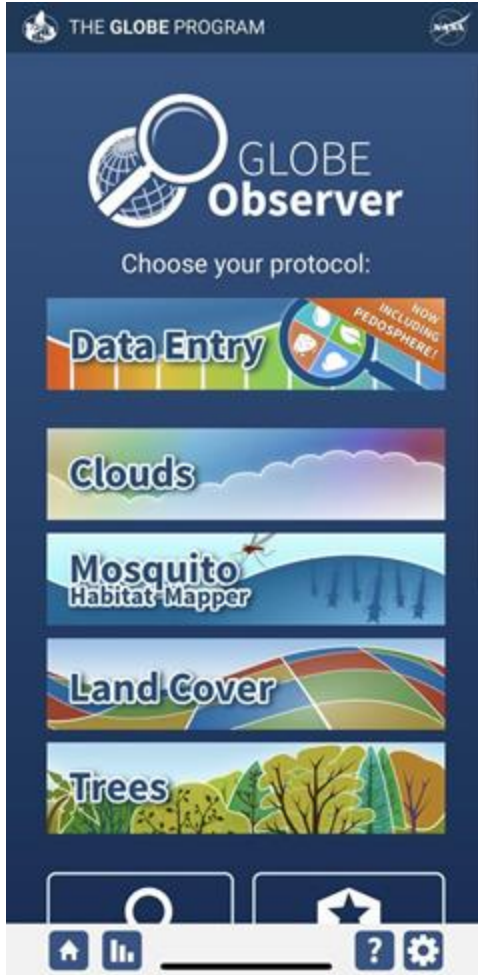 THE GLOBE PROGRAM
NASA
GLOBE
Observer
Choose your protocol:
Data Entry
NOW
INCLUDING
PEDOSPHERE!
Clouds
Mosquito
Habitat Mapper
Land Cover
Trees
?